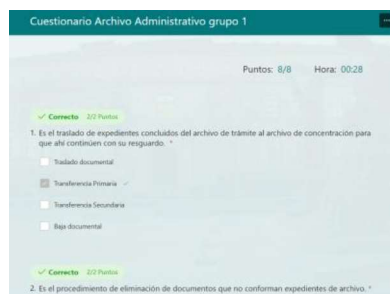 Cuestionario Archivo Administrativo grupo 1
Puntos: 8/8 Hora: 00:28
✓ Correcto 2/2 Puntos
1. Es el traslado de expedientes concluidos del archivo de trámite al archivo de concentración para
que ahí continúen con su resguardo. *
Traslado documental
Transferencia Primaria ✓
Transferencia Secundaria
Baja documental
✓ Correcto 2/2 Puntos
2. Es el procedimiento de eliminación de documentos que no conforman expedientes de archivo. *